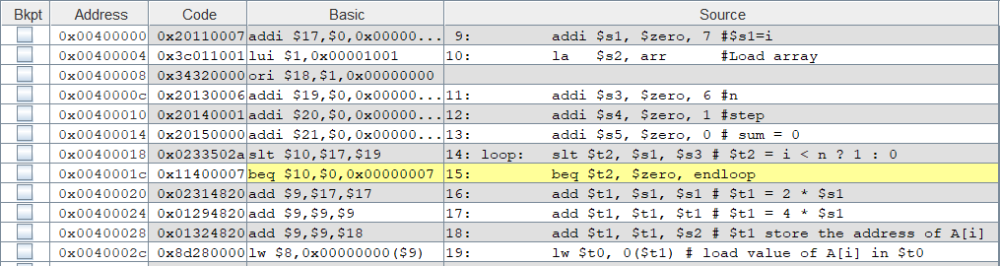 Bkpt Address Code Basic Source
0x00400000 0x20110007 addi $17,$0,0x00000... 9: addi $s1, $zero, 7 #$s1=i
0x00400004 0x3c011001 lui $1,0x00001001 10: la $s2, arr #Load array
0x00400008 0x34320000 ori $18,$1,0x00000000
0x0040000c 0x20130006 addi $19,$0,0x00000... 11: addi $s3, $zero, 6 #n
0x00400010 0x20140001 addi $20,$0,0x00000... 12: addi $s4, $zero, 1 #step
0x00400014 0x20150000 addi $21,$0,0x00000... 13: addi $s5, $zero, 0 # sum = 0
0x00400018 0x0233502a slt $10,$17,$19 14: loop: slt $t2, $s1, $s3 # $t2 = i < n ? 1 : 0
0x0040001c 0x11400007 beq $10,$0,0x00000007 15: beq $t2, $zero, endloop
0x00400020 0x02314820 add $9,$17,$17 16: add $t1, $s1, $s1 # $t1 = 2 * $s1
0x00400024 0x01294820 add $9,$9,$9 17: add $t1, $t1, $t1 # $t1 = 4 * $s1
0x00400028 0x01324820 add $9,$9,$18 18: add $t1, $t1, $s2 # $t1 store the address of A[i]
0x0040002c 0x8d280000 lw $8,0x00000000($9) 19: lw $t0, 0($t1) # load value of A[i] in $t0